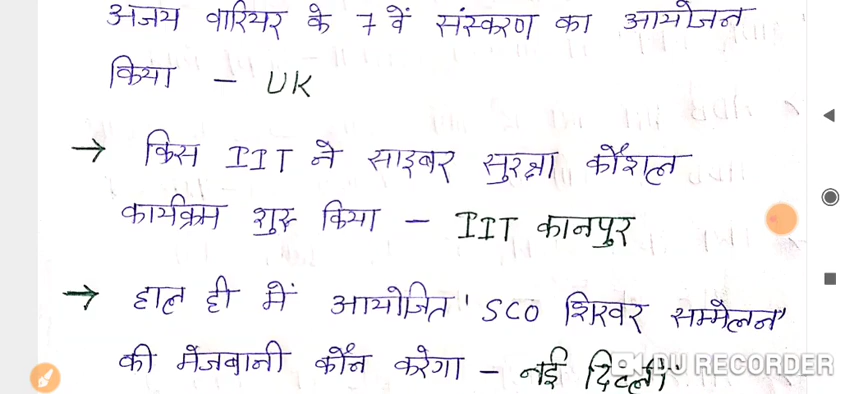 अजय वारियर के 7 वें संस्करण का आयोजन
किया – UK
→ किस IIT ने साइबर सुरक्षा कौशल
कार्यक्रम शुरू किया – IIT कानपुर
→ हाल ही में आयोजित 'SCO शिखर सम्मेलन'
की मेजबानी कौन करेगा – नई दिल्ली
DU RECORDER